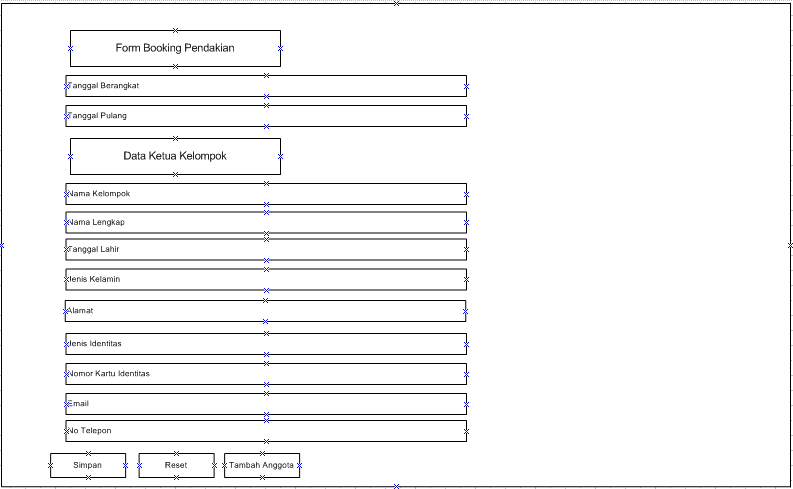 Form Booking Pendakian
Tanggal Berangkat
Tanggal Pulang
Data Ketua Kelompok
Nama Kelompok
Nama Lengkap
Tanggal Lahir
Jenis Kelamin
Alamat
Jenis Identitas
Nomor Kartu Identitas
Email
No Telepon
Simpan Reset Tambah Anggota